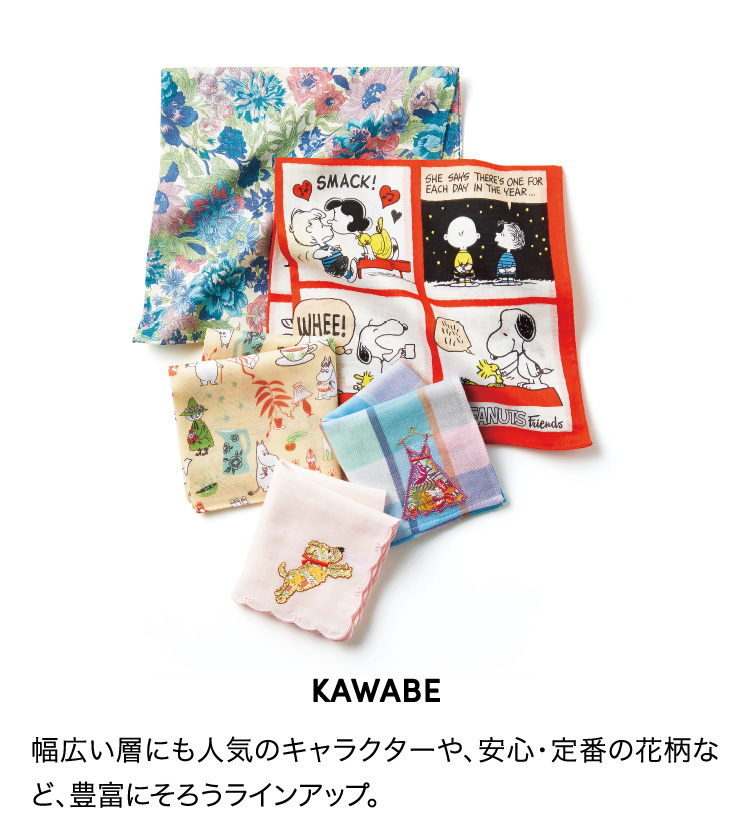 SMACK!
SHE SAYS THERE'S ONE FOR
EACH DAY IN THE YEAR...
WHEE!
EANUTS Friends
KAWABE
幅広い層にも人気のキャラクターや、安心・定番の花柄な
ど、豊富にそろうラインアップ。